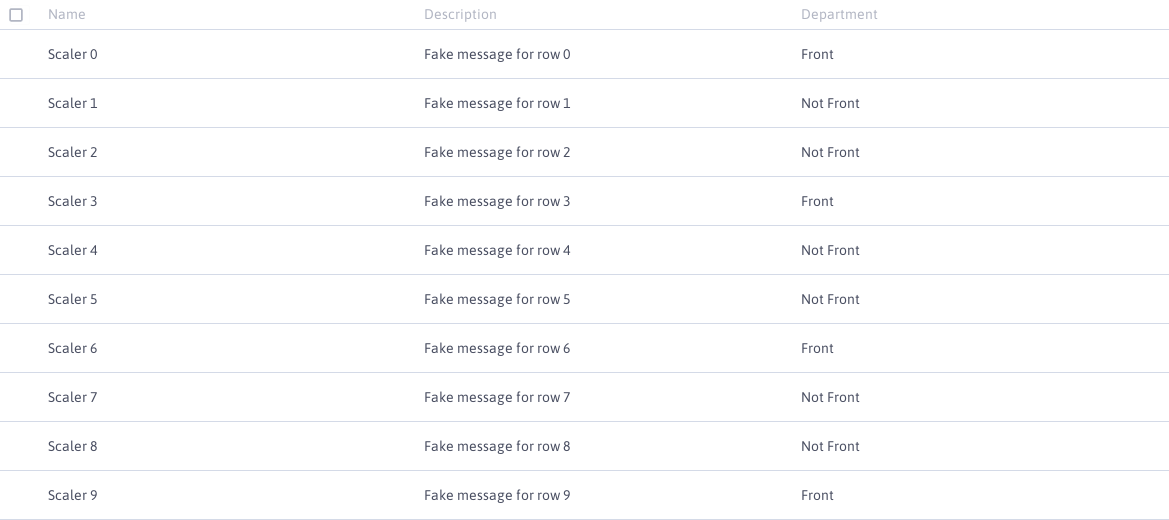 Name Description Department
Scaler 0 Fake message for row 0 Front
Scaler 1 Fake message for row 1 Not Front
Scaler 2 Fake message for row 2 Not Front
Scaler 3 Fake message for row 3 Front
Scaler 4 Fake message for row 4 Not Front
Scaler 5 Fake message for row 5 Not Front
Scaler 6 Fake message for row 6 Front
Scaler 7 Fake message for row 7 Not Front
Scaler 8 Fake message for row 8 Not Front
Scaler 9 Fake message for row 9 Front